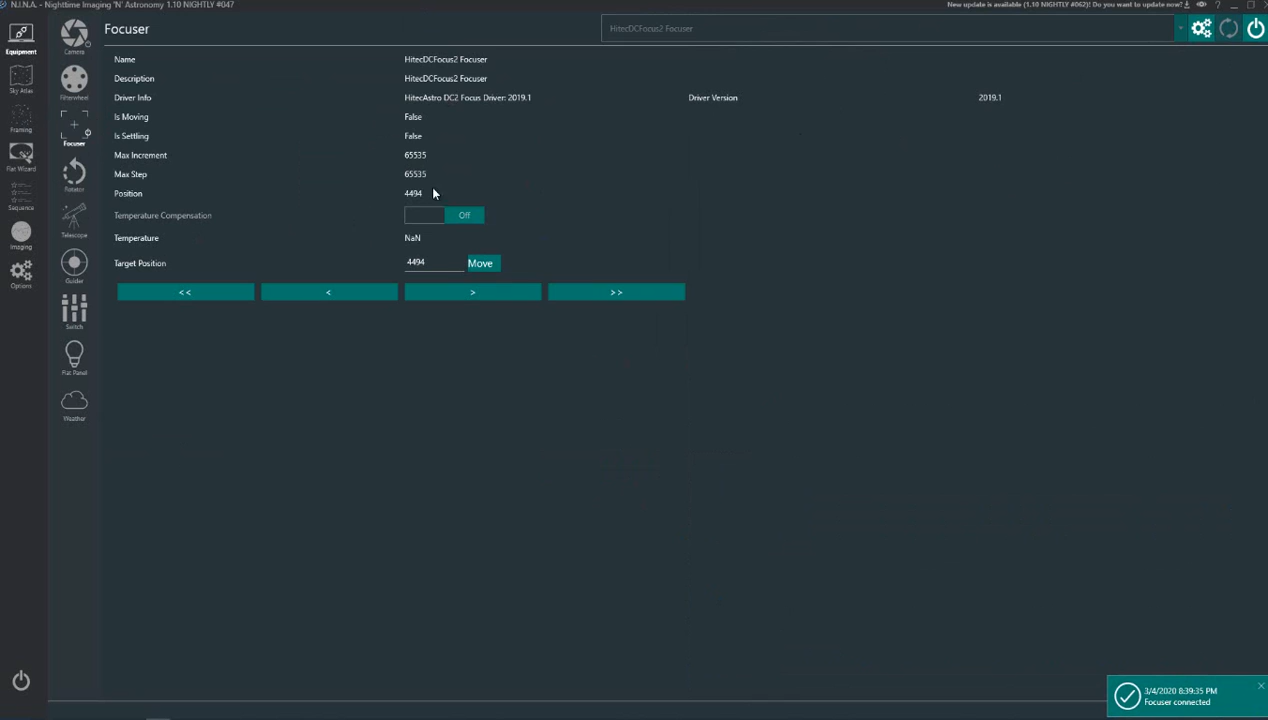 N.I.N.A. - Nighttime Imaging 'N' Astronomy 1.10 NIGHTLY #047
New update is available (1.10 NIGHTLY #062)! Do you want to update now?
Equipment
Sky Atlas
Framing
Flat Wizard
Sequence
Imaging
Options
Camera
Filterwheel
Focuser
Rotator
Telescope
Guider
Switch
Flat Panel
Weather
Focuser
HitecDCFocus2 Focuser
Name HitecDCFocus2 Focuser
Description HitecDCFocus2 Focuser
Driver Info HitecAstro DC2 Focus Driver: 2019.1 Driver Version 2019.1
Is Moving False
Is Settling False
Max Increment 65535
Max Step 65535
Position 4494
Temperature Compensation Off
Temperature NaN
Target Position 4494 Move
<< < > >>
3/4/2020 8:39:35 PM
Focuser connected